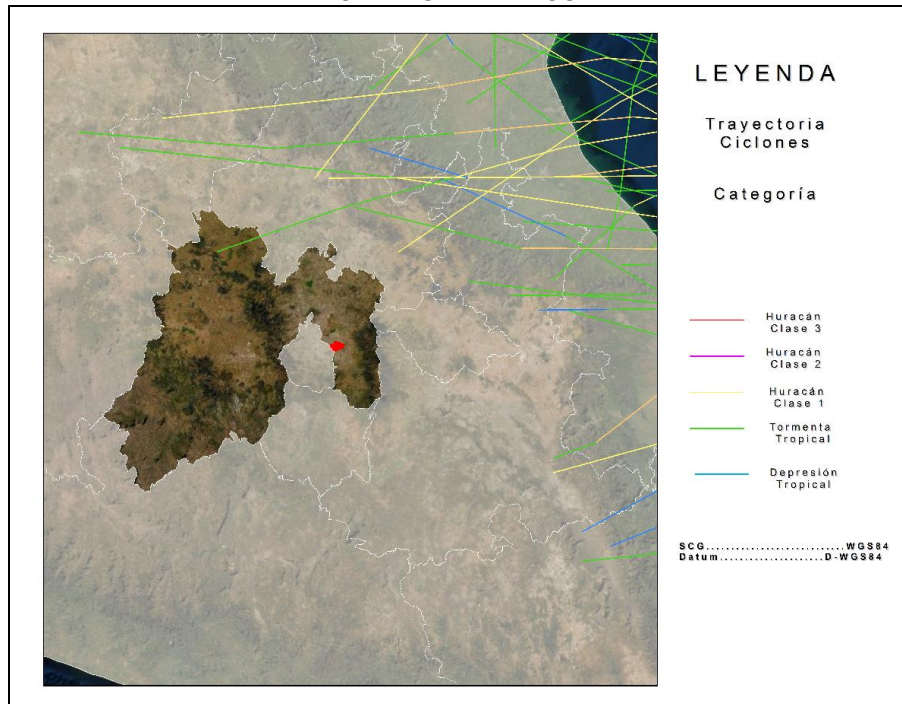 LEYENDA
Trayectoria
Ciclones
Categoría
Huracán
Clase 3
Huracán
Clase 2
Huracán
Clase 1
Tormenta
Tropical
Depresión
Tropical
SCG............................WGS84
Datum.....................D-WGS84